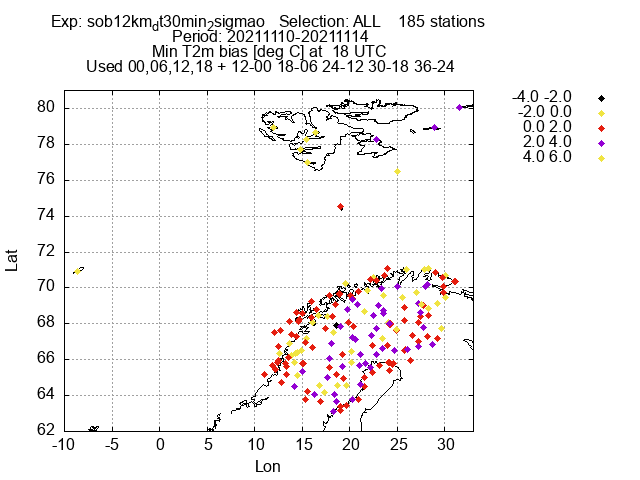 Exp: sob12km_dt30min_2sigmao   Selection: ALL    185 stations
Period: 20211110-20211114
Min T2m bias [deg C] at  18 UTC
Used 00,06,12,18 + 12-00 18-06 24-12 30-18 36-24
-4.0 -2.0
-2.0 0.0
0.0 2.0
2.0 4.0
4.0 6.0
80
78
76
74
72
70
68
66
64
62
Lat
-10 -5 0 5 10 15 20 25 30
Lon